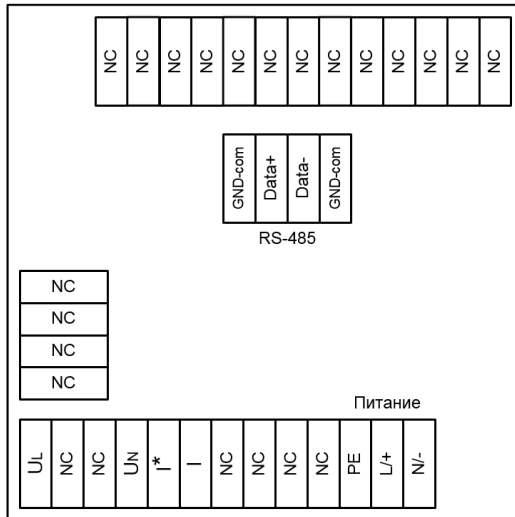 NC NC NC NC NC NC NC NC NC NC NC NC NC
GND-com Data+ Data- GND-com
RS-485
NC
NC
NC
NC
Питание
UL NC NC UN I* I NC NC NC NC PE L/+ N/-